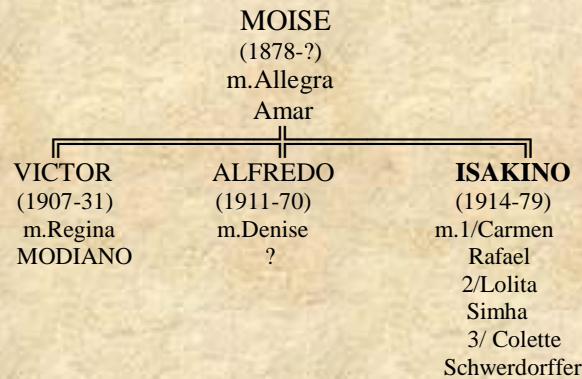 MOISE
(1878-?)
m.Allegra
Amar
VICTOR
(1907-31)
m.Regina
MODIANO
ALFREDO
(1911-70)
m.Denise
?
ISAKINO
(1914-79)
m.1/Carmen
Rafael
2/Lolita
Simha
3/ Colette
Schwerdorffer